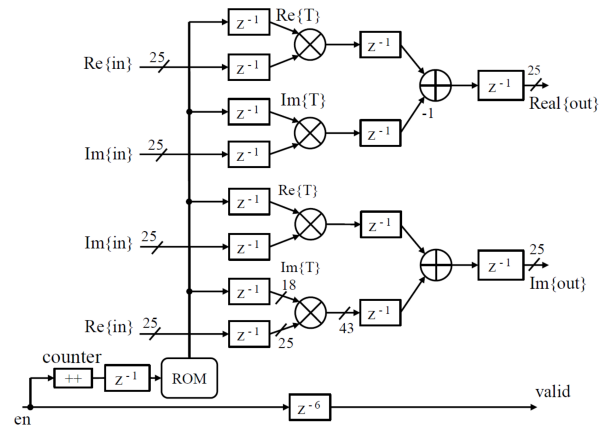 z⁻¹ Re{T}
z⁻¹
Re{in} 25 z⁻¹
z⁻¹ 25
Real{out}
z⁻¹ Im{T}
-1
z⁻¹
Im{in} 25 z⁻¹
z⁻¹ Re{T}
z⁻¹
Im{in} 25 z⁻¹
z⁻¹ 25
Im{out}
Im{T}
z⁻¹ 18
z⁻¹
43
Re{in} 25 z⁻¹ 25
counter
++ z⁻¹ ROM
valid
en z⁻⁶